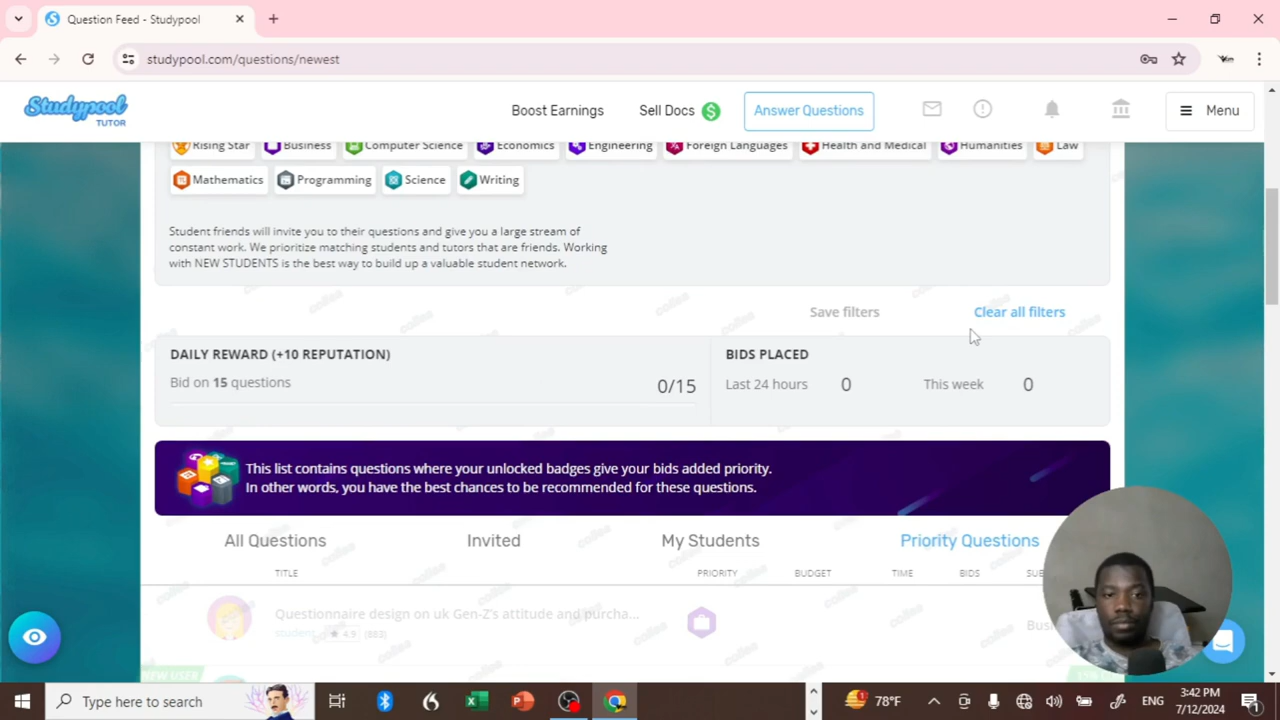 Question Feed - Studypool
studypool.com/questions/newest
Studypool
TUTOR
Boost Earnings
Sell Docs
Answer Questions
Menu
Rising Star
Business
Computer Science
Economics
Engineering
Foreign Languages
Health and Medical
Humanities
Law
Mathematics
Programming
Science
Writing
Student friends will invite you to their questions and give you a large stream of
constant work. We prioritize matching students and tutors that are friends. Working
with NEW STUDENTS is the best way to build up a valuable student network.
Save filters
Clear all filters
DAILY REWARD (+10 REPUTATION)
Bid on 15 questions
0/15
BIDS PLACED
Last 24 hours 0
This week 0
This list contains questions where your unlocked badges give your bids added priority.
In other words, you have the best chances to be recommended for these questions.
All Questions
Invited
My Students
Priority Questions
TITLE
PRIORITY
BUDGET
TIME
BIDS
Questionnaire design on uk Gen-Z's attitude and purcha...
student
4.9 (883)
NEW USER
Type here to search
78°F
ENG
3:42 PM
7/12/2024